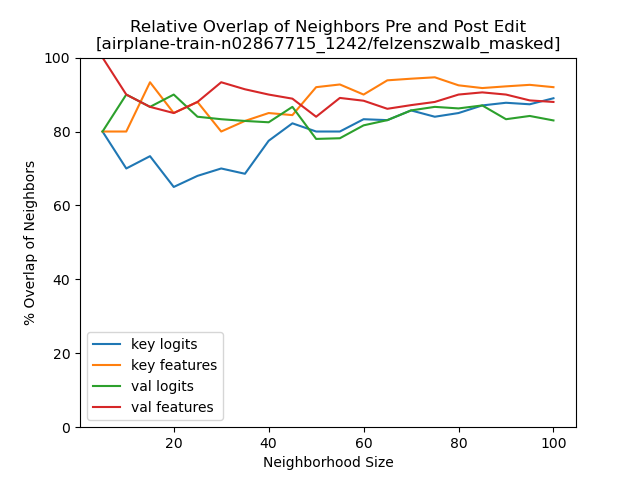 Relative Overlap of Neighbors Pre and Post Edit
[airplane-train-n02867715_1242/felzenszwalb_masked]
100
80
60
40
20
0
% Overlap of Neighbors
key logits
key features
val logits
val features
20 40 60 80 100
Neighborhood Size